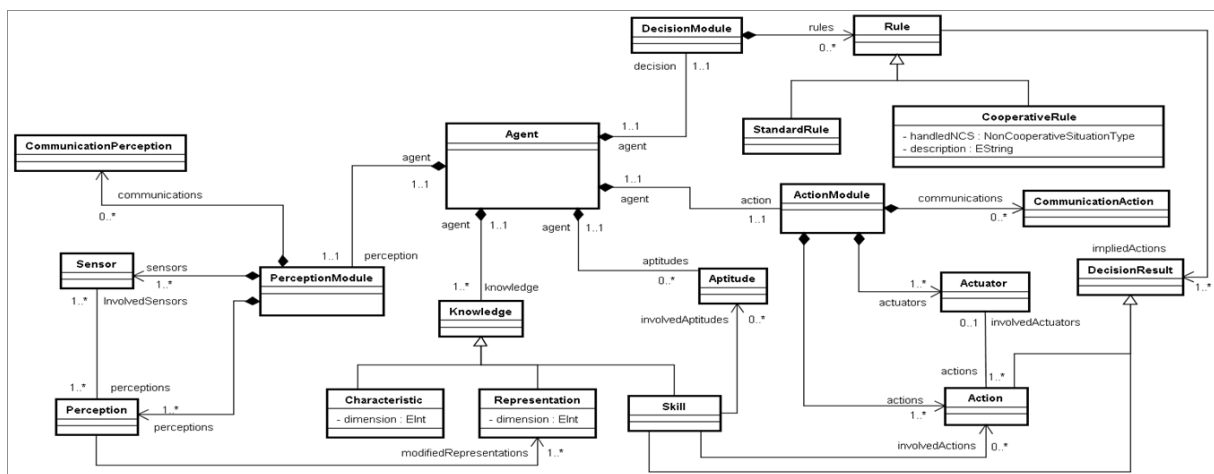 DecisionModule
rules
0..*
Rule
decision
1..1
StandardRule
CooperativeRule
- handledNCS : NonCooperativeSituationType
- description : EString
CommunicationPerception
communications
0..*
Agent
1..1
agent
agent
1..1
1..1
agent
action
1..1
ActionModule
communications
0..*
CommunicationAction
agent
1..1
agent
1..1
impliedActions
DecisionResult
1..*
Sensor
sensors
1..*
InvolvedSensors
1..*
PerceptionModule
1..1
perception
aptitudes
0..*
Aptitude
involvedAptitudes
0..*
1..*
actuators
Actuator
0..1
involvedActuators
knowledge
1..*
Knowledge
1..*
perceptions
Perception
1..*
perceptions
Characteristic
- dimension : EInt
Representation
- dimension : EInt
Skill
actions
1..*
actions
1..*
Action
modifiedRepresentations
1..*
involvedActions
0..*